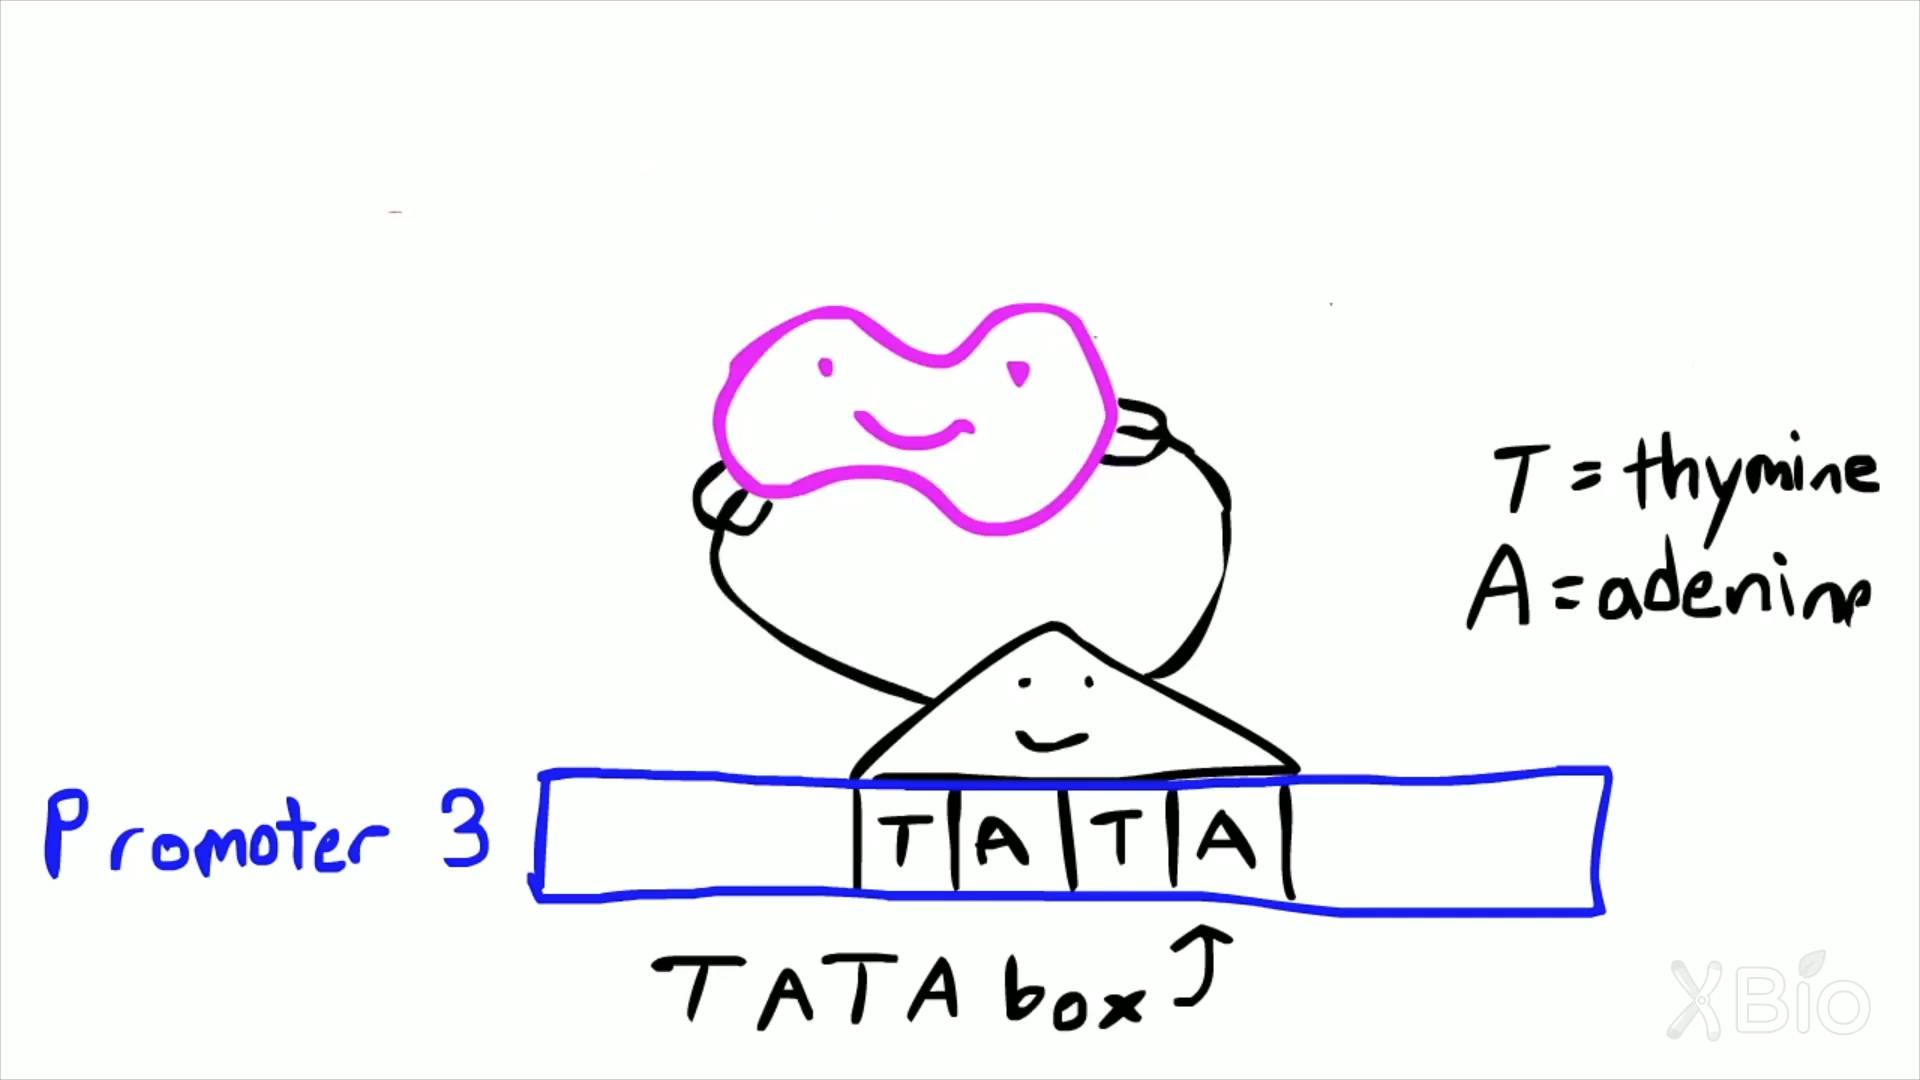 T = thymine
A = adenine
Promoter 3
T A T A
TATA box
XBio